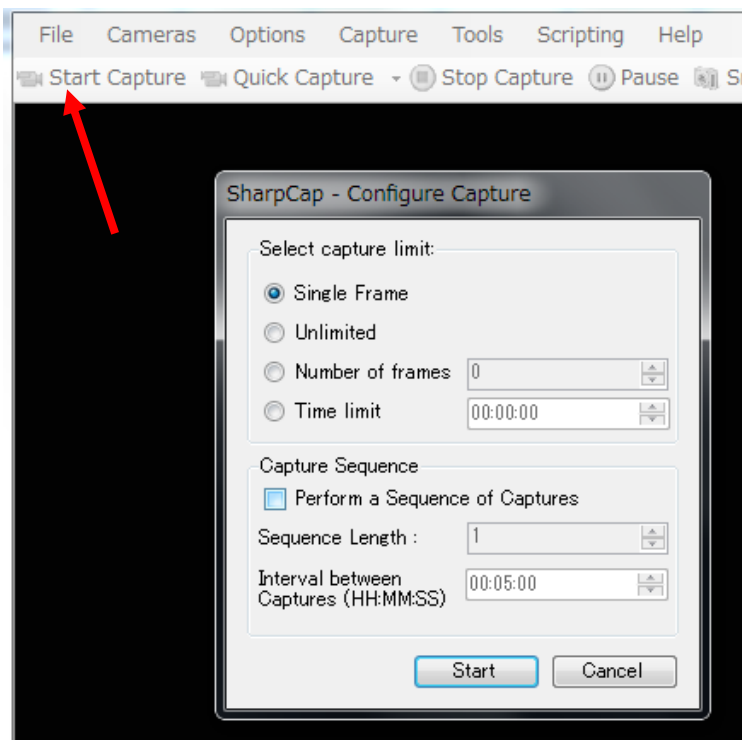 File Cameras Options Capture Tools Scripting Help
Start Capture Quick Capture Stop Capture Pause
SharpCap - Configure Capture
Select capture limit:
Single Frame
Unlimited
Number of frames 0
Time limit 00:00:00
Capture Sequence
Perform a Sequence of Captures
Sequence Length : 1
Interval between
Captures (HH:MM:SS) 00:05:00
Start Cancel